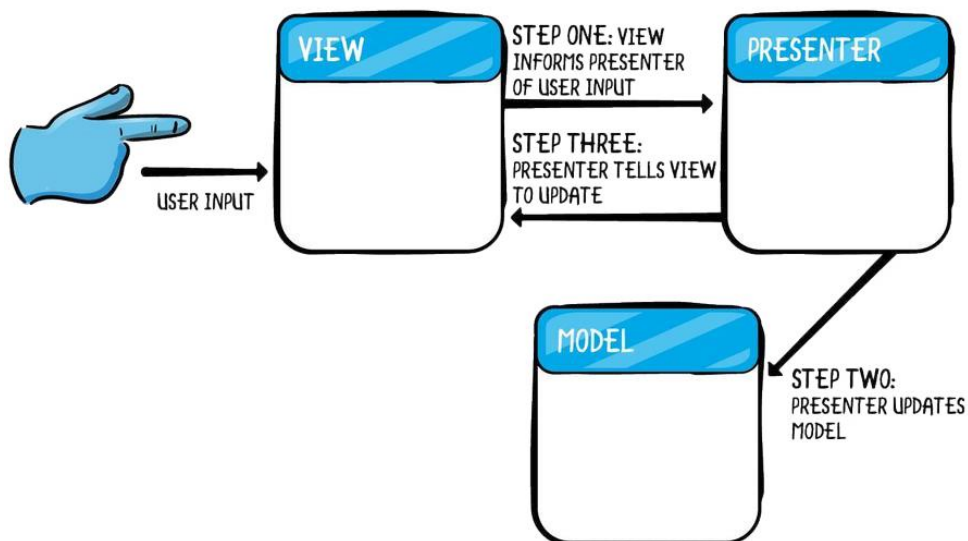 VIEW
STEP ONE: VIEW
INFORMS PRESENTER
OF USER INPUT
PRESENTER
STEP THREE:
PRESENTER TELLS VIEW
TO UPDATE
USER INPUT
MODEL
STEP TWO:
PRESENTER UPDATES
MODEL